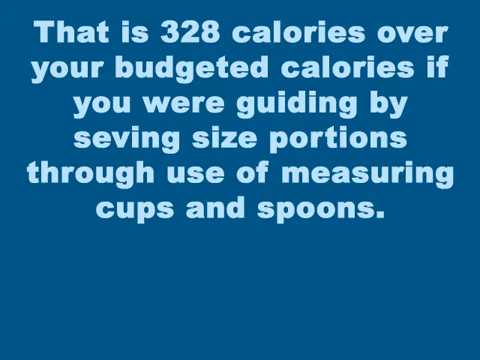 That is 328 calories over
your budgeted calories if
you were guiding by
seving size portions
through use of measuring
cups and spoons.